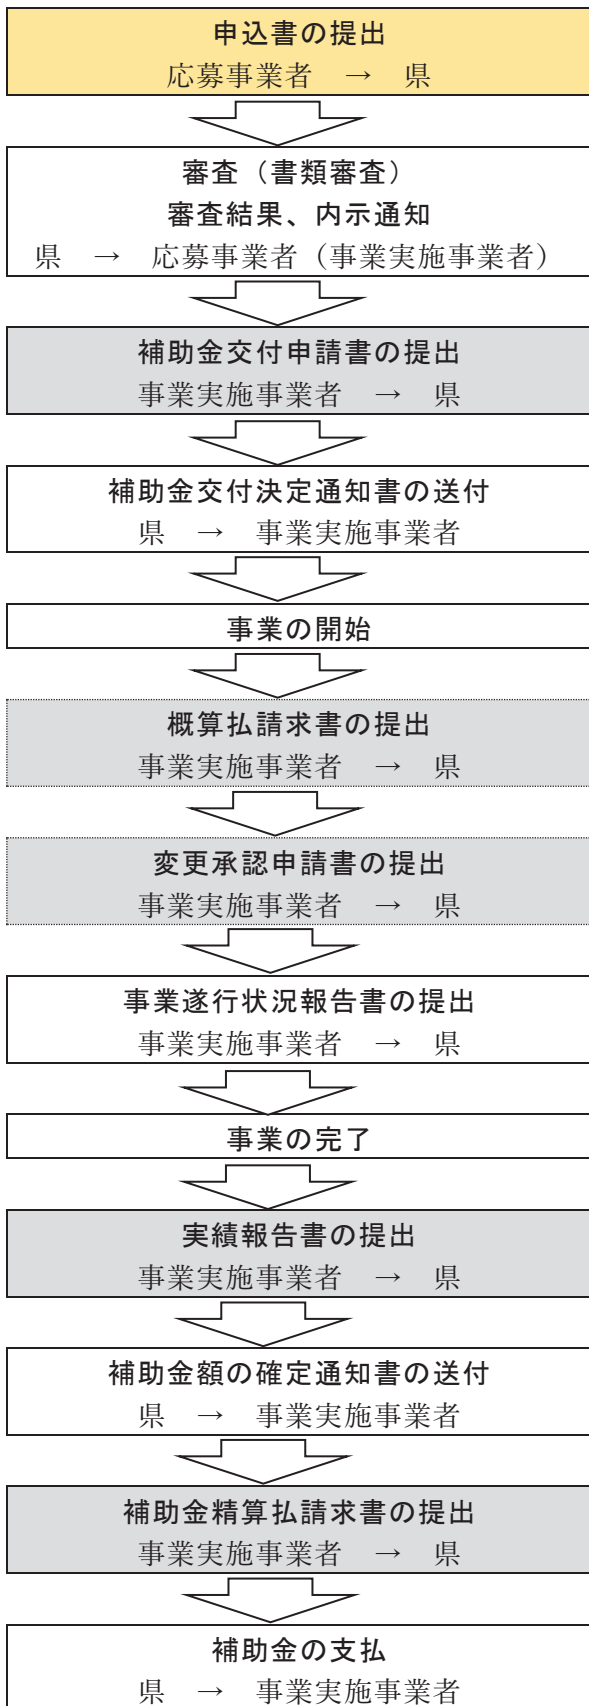 申込書の提出
応募事業者　→　県
審査（書類審査）
審査結果、内示通知
県　→　応募事業者（事業実施事業者）
補助金交付申請書の提出
事業実施事業者　→　県
補助金交付決定通知書の送付
県　→　事業実施事業者
事業の開始
概算払請求書の提出
事業実施事業者　→　県
変更承認申請書の提出
事業実施事業者　→　県
事業遂行状況報告書の提出
事業実施事業者　→　県
事業の完了
実績報告書の提出
事業実施事業者　→　県
補助金額の確定通知書の送付
県　→　事業実施事業者
補助金精算払請求書の提出
事業実施事業者　→　県
補助金の支払
県　→　事業実施事業者